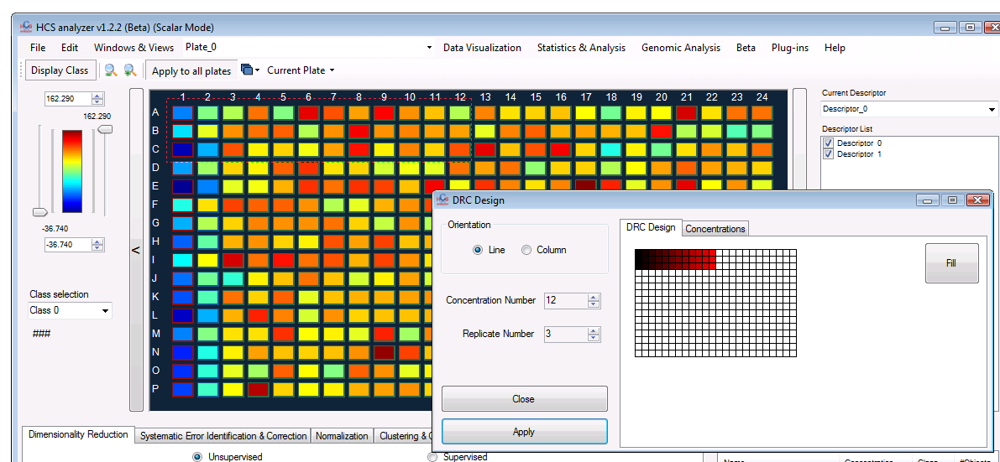 HCS analyzer v1.2.2 (Beta) (Scalar Mode)
File Edit Windows & Views Plate_0 Data Visualization Statistics & Analysis Genomic Analysis Beta Plug-ins Help
Display Class Apply to all plates Current Plate
162.290
162.290
-36.740
-36.740
Class selection
Class 0
###
<
1 2 3 4 5 6 7 8 9 10 11 12 13 14 15 16 17 18 19 20 21 22 23 24
A
B
C
D
E
F
G
H
I
J
K
L
M
N
O
P
Current Descriptor
Descriptor_0
Descriptor List
Descriptor_0
Descriptor_1
DRC Design
Orientation
Line Column
Concentration Number 12
Replicate Number 3
Close
Apply
DRC Design Concentrations
Fill
Dimensionality Reduction Systematic Error Identification & Correction Normalization Clustering &
Unsupervised Supervised
Name Concentration Class #Objects